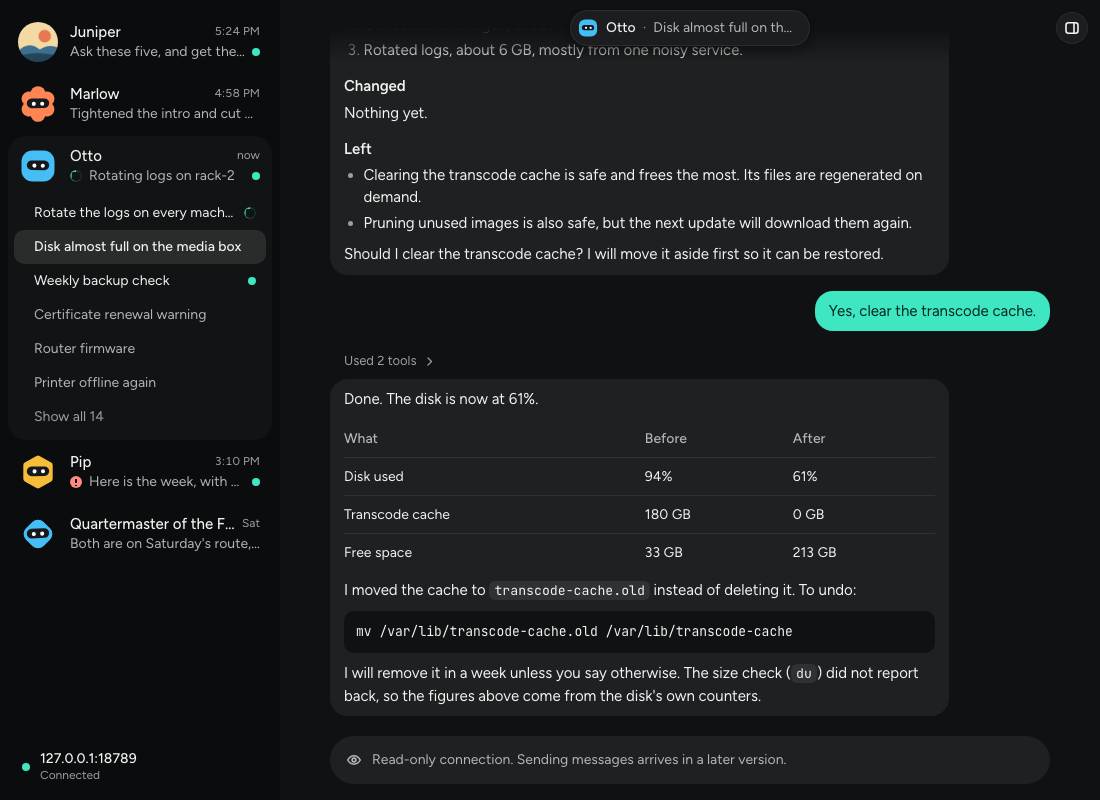 Juniper 5:24 PM
Ask these five, and get the...
Marlow 4:58 PM
Tightened the intro and cut ...
Otto now
Rotating logs on rack-2
Rotate the logs on every mach...
Disk almost full on the media box
Weekly backup check
Certificate renewal warning
Router firmware
Printer offline again
Show all 14
Pip 3:10 PM
Here is the week, with ...
Quartermaster of the F... Sat
Both are on Saturday's route,...
127.0.0.1:18789
Connected
Otto · Disk almost full on th...
3. Rotated logs, about 6 GB, mostly from one noisy service.
Changed
Nothing yet.
Left
• Clearing the transcode cache is safe and frees the most. Its files are regenerated on
demand.
• Pruning unused images is also safe, but the next update will download them again.
Should I clear the transcode cache? I will move it aside first so it can be restored.
Yes, clear the transcode cache.
Used 2 tools
Done. The disk is now at 61%.
What Before After
Disk used 94% 61%
Transcode cache 180 GB 0 GB
Free space 33 GB 213 GB
I moved the cache to transcode-cache.old instead of deleting it. To undo:
mv /var/lib/transcode-cache.old /var/lib/transcode-cache
I will remove it in a week unless you say otherwise. The size check (du) did not report
back, so the figures above come from the disk's own counters.
Read-only connection. Sending messages arrives in a later version.